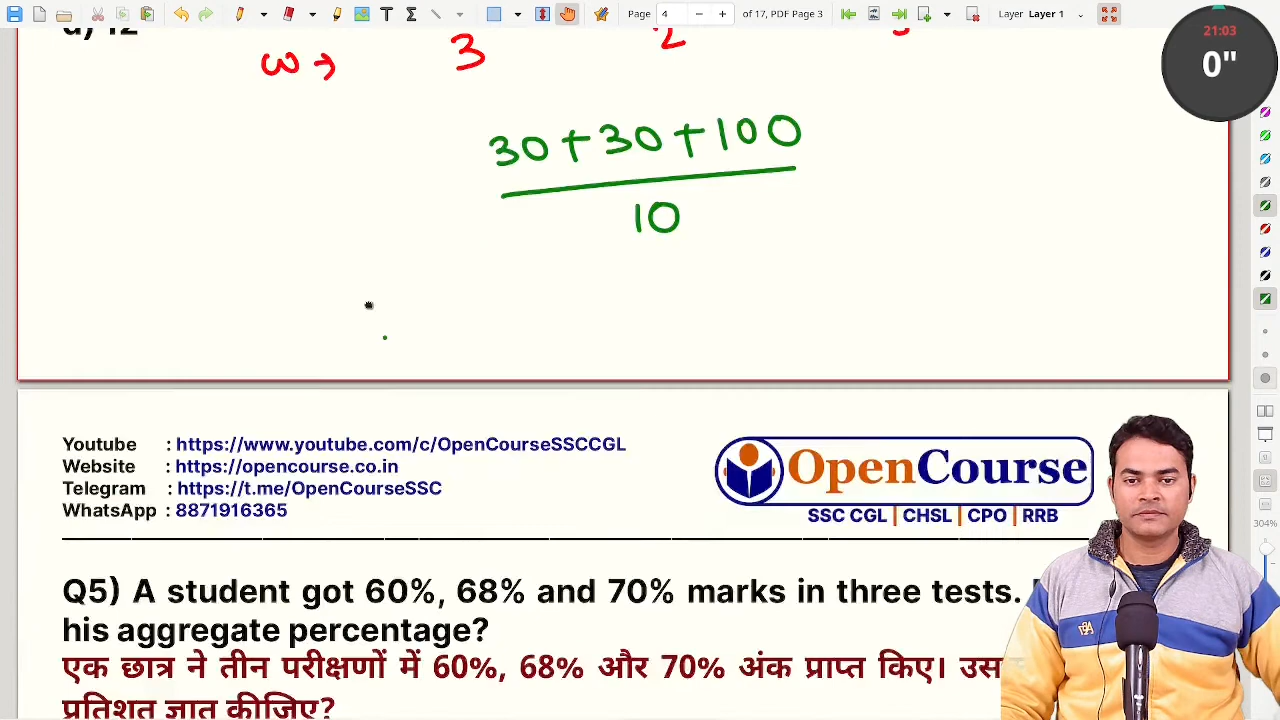 Page 4 of 17, PDF Page 3 Layer Layer 1
21:03
0"
d) 12
ω → 3 2 5
30+30+100
10
Youtube : https://www.youtube.com/c/OpenCourseSSCCGL
Website : https://opencourse.co.in
Telegram : https://t.me/OpenCourseSSC
WhatsApp : 8871916365
OpenCourse
SSC CGL | CHSL | CPO | RRB
304%
Q5) A student got 60%, 68% and 70% marks in three tests.
his aggregate percentage?
एक छात्र ने तीन परीक्षणों में 60%, 68% और 70% अंक प्राप्त किए।
प्रतिशत ज्ञात कीजिए?